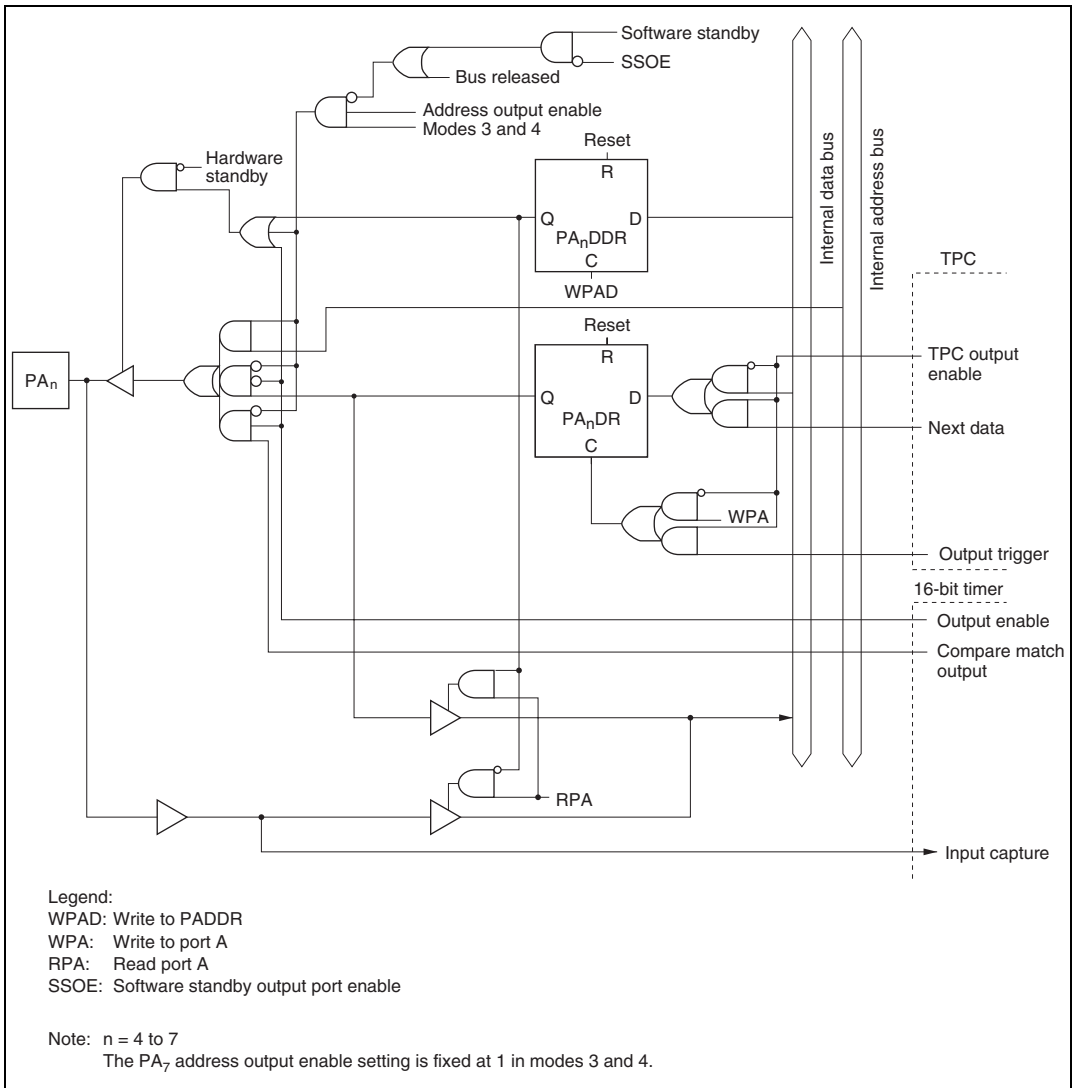 Software standby
SSOE
Bus released
Address output enable
Modes 3 and 4
Hardware
standby
Reset
R
Q
D
PAnDDR
C
WPAD
Internal data bus
Internal address bus
TPC
Reset
R
PAn
TPC output
enable
Q
D
PAnDR
C
Next data
WPA
Output trigger
16-bit timer
Output enable
Compare match
output
RPA
Input capture
Legend:
WPAD: Write to PADDR
WPA: Write to port A
RPA: Read port A
SSOE: Software standby output port enable
Note: n = 4 to 7
The PA7 address output enable setting is fixed at 1 in modes 3 and 4.